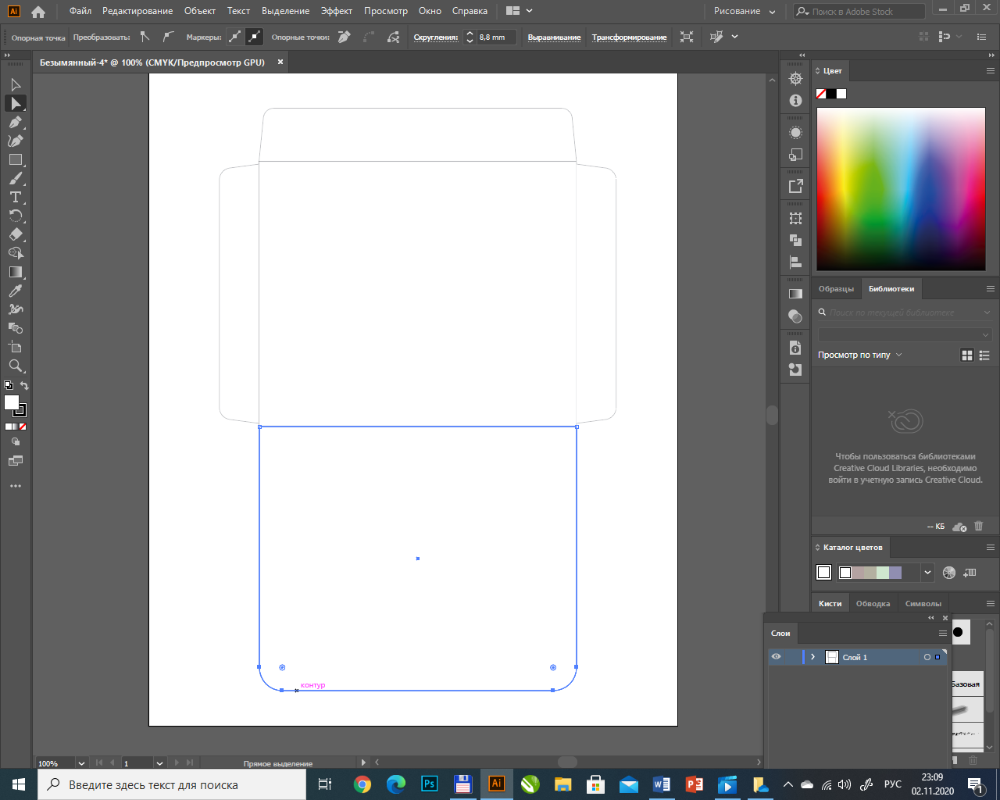 Ai Файл Редактирование Объект Текст Выделение Эффект Просмотр Окно Справка Рисование Поиск в Adobe Stock
Опорная точка Преобразовать: Маркеры: Опорные точки: Скругления: 8,8 mm Выравнивание Трансформирование
Безымянный-4* @ 100% (CMYK/Предпросмотр GPU)
Цвет
Образцы Библиотеки
Поиск по текущей библиотеке
Просмотр по типу
Чтобы пользоваться библиотеками
Creative Cloud Libraries, необходимо
войти в учетную запись Creative Cloud.
-- КБ
Каталог цветов
Кисти Обводка Символы
Слои
Слой 1
Базовая
контур
100% 1 Прямое выделение
Введите здесь текст для поиска
Ps Ai
РУС
23:09
02.11.2020
1